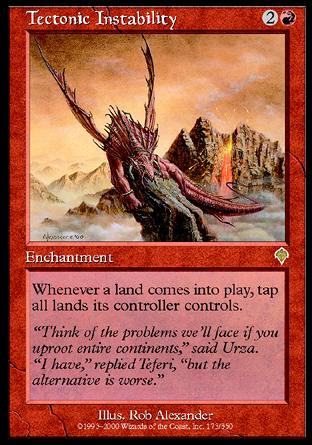 Tectonic Instability 2
Enchantment
Whenever a land comes into play, tap
all lands its controller controls.
“Think of the problems we’ll face if you
uproot entire continents,” said Urza.
“I have,” replied Teferi, “but the
alternative is worse.”
Illus. Rob Alexander
©1993–2000 Wizards of the Coast, Inc. 173/350